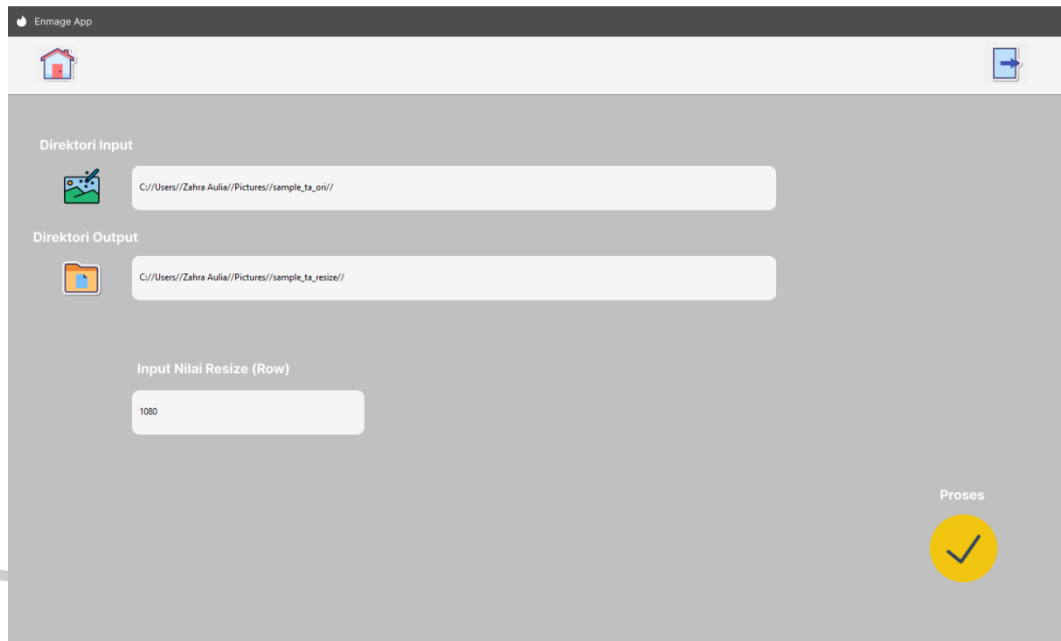 Enmage App
Direktori Input
C://Users//Zahra Aulia//Pictures//sample_ta_ori//
Direktori Output
C://Users//Zahra Aulia//Pictures//sample_ta_resize//
Input Nilai Resize (Row)
1080
Proses